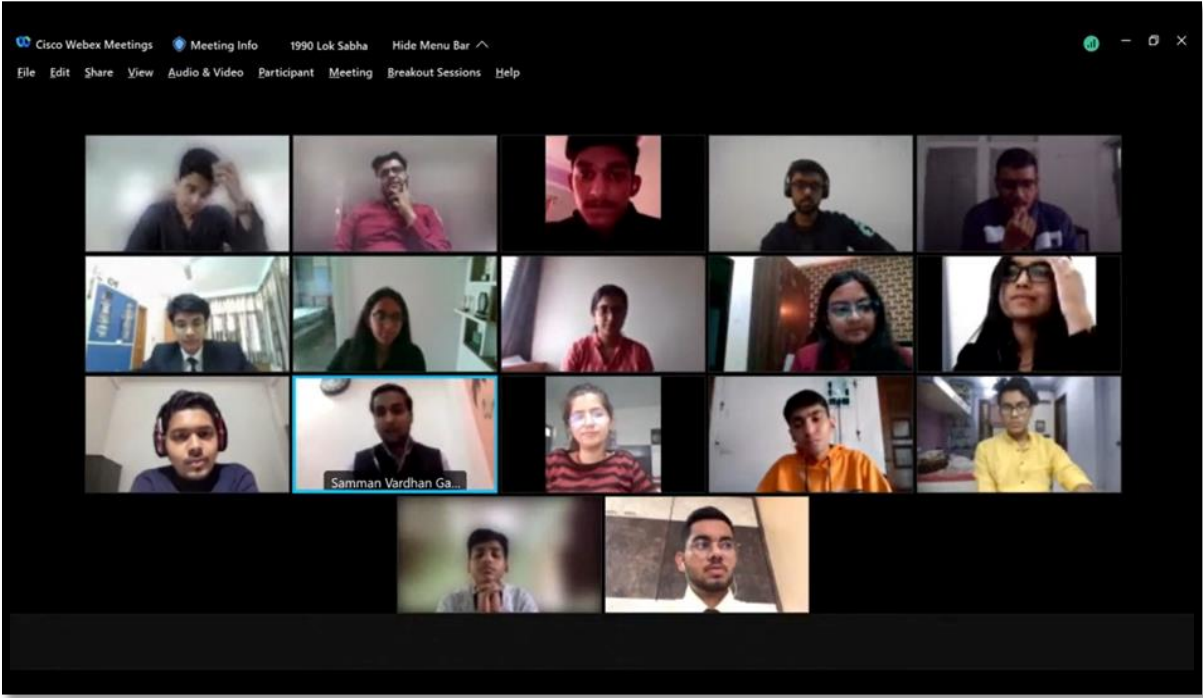 Cisco Webex Meetings Meeting Info 1990 Lok Sabha Hide Menu Bar
File Edit Share View Audio & Video Participant Meeting Breakout Sessions Help
Samman Vardhan Ga...